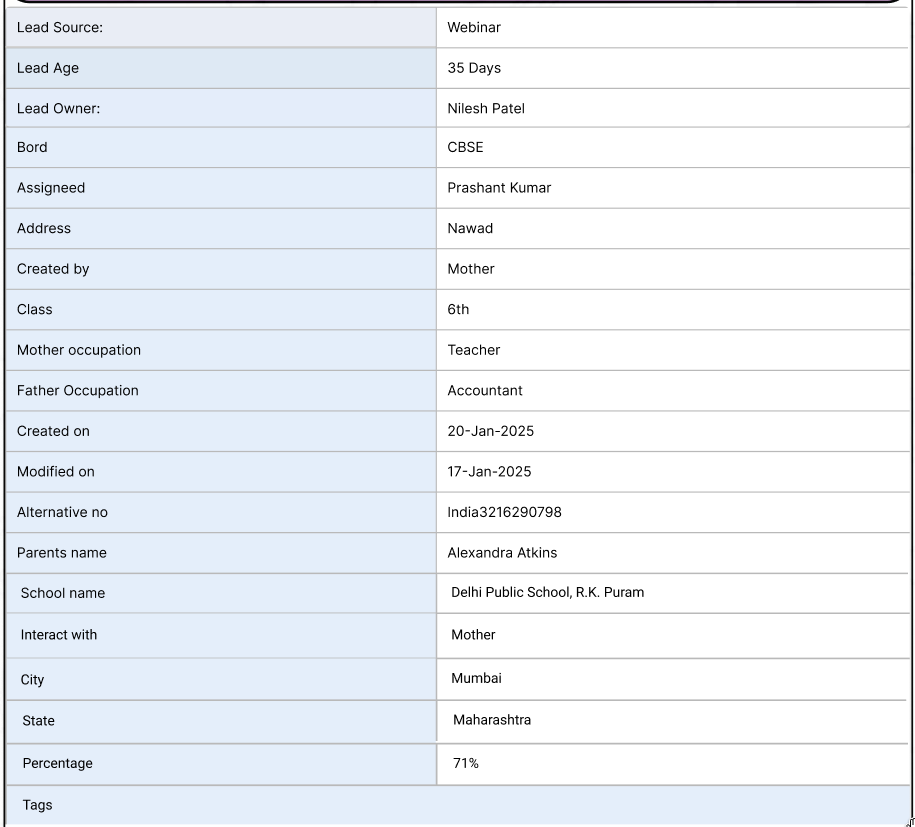 Lead Source: Webinar
Lead Age 35 Days
Lead Owner: Nilesh Patel
Bord CBSE
Assigneed Prashant Kumar
Address Nawad
Created by Mother
Class 6th
Mother occupation Teacher
Father Occupation Accountant
Created on 20-Jan-2025
Modified on 17-Jan-2025
Alternative no India3216290798
Parents name Alexandra Atkins
School name Delhi Public School, R.K. Puram
Interact with Mother
City Mumbai
State Maharashtra
Percentage 71%
Tags